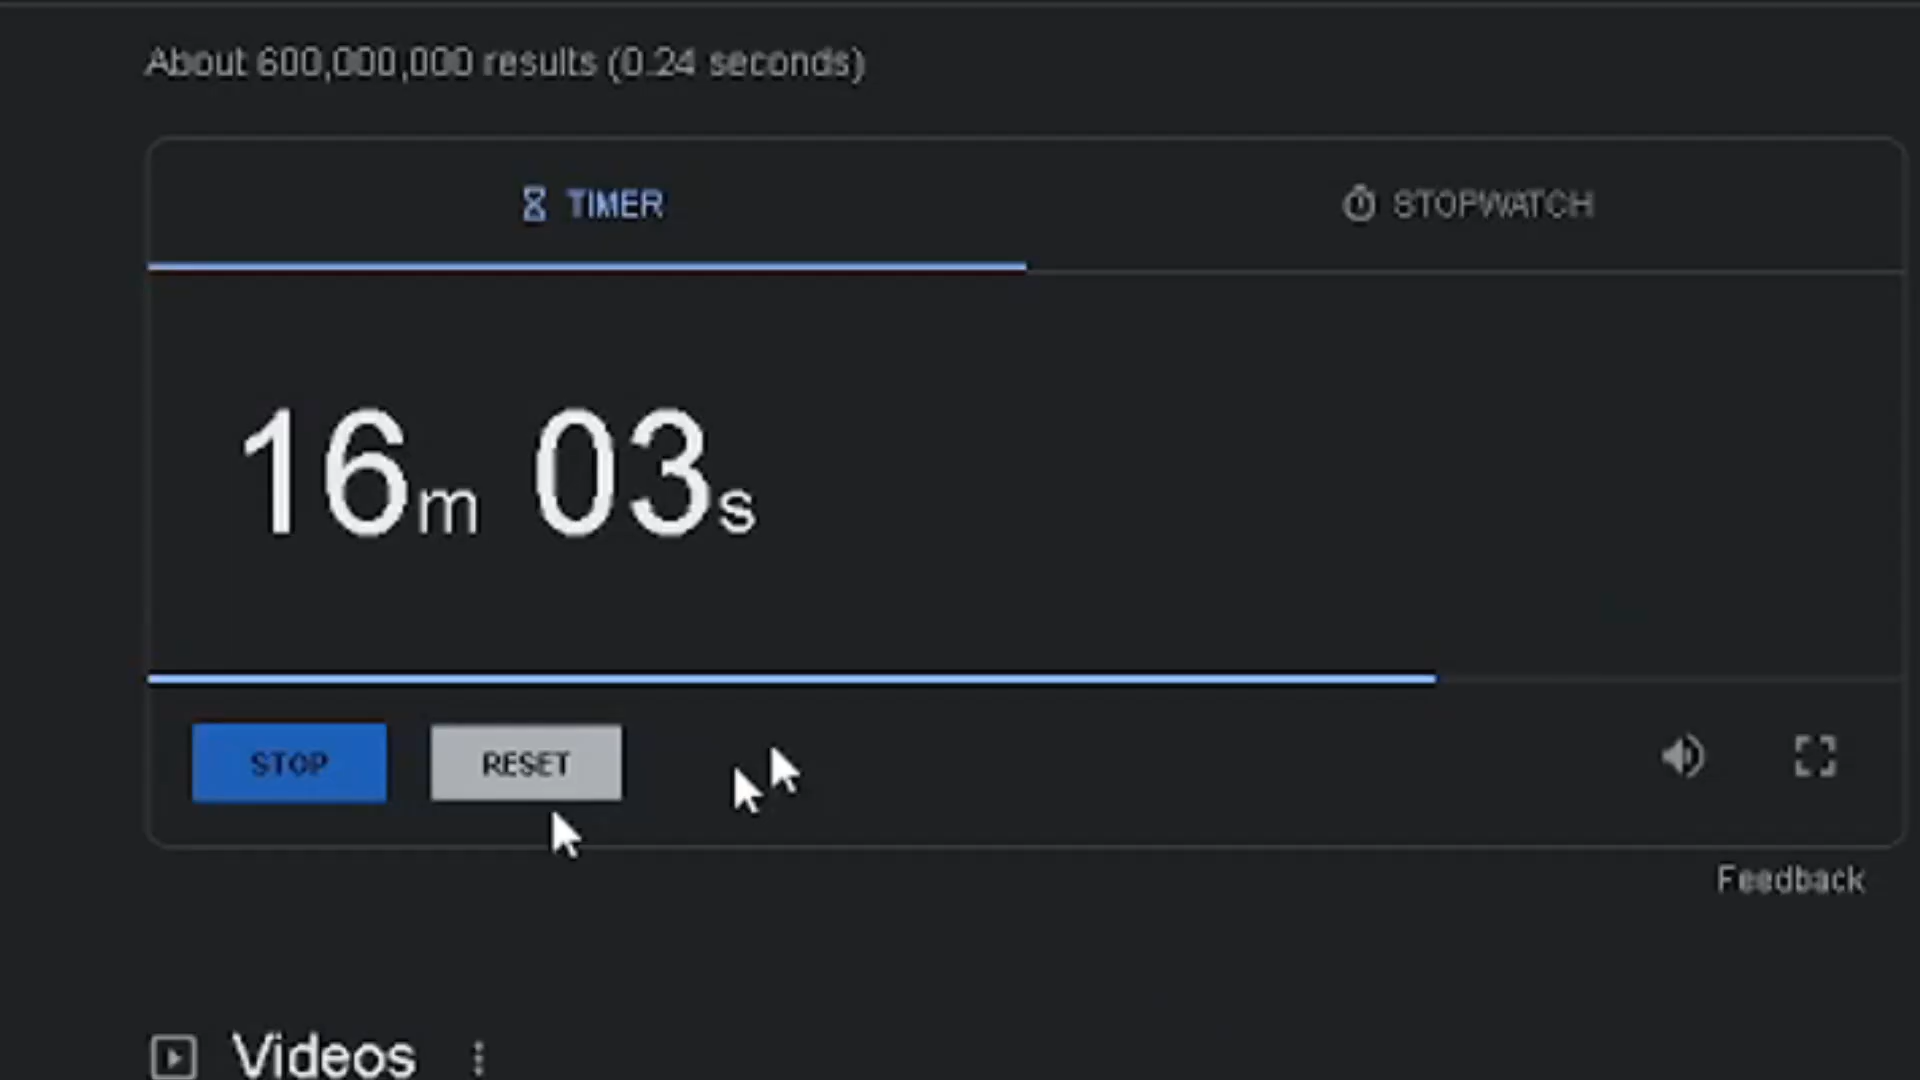 About 600,000,000 results (0.24 seconds)
TIMER
STOPWATCH
16m 03s
STOP
RESET
Feedback
Videos